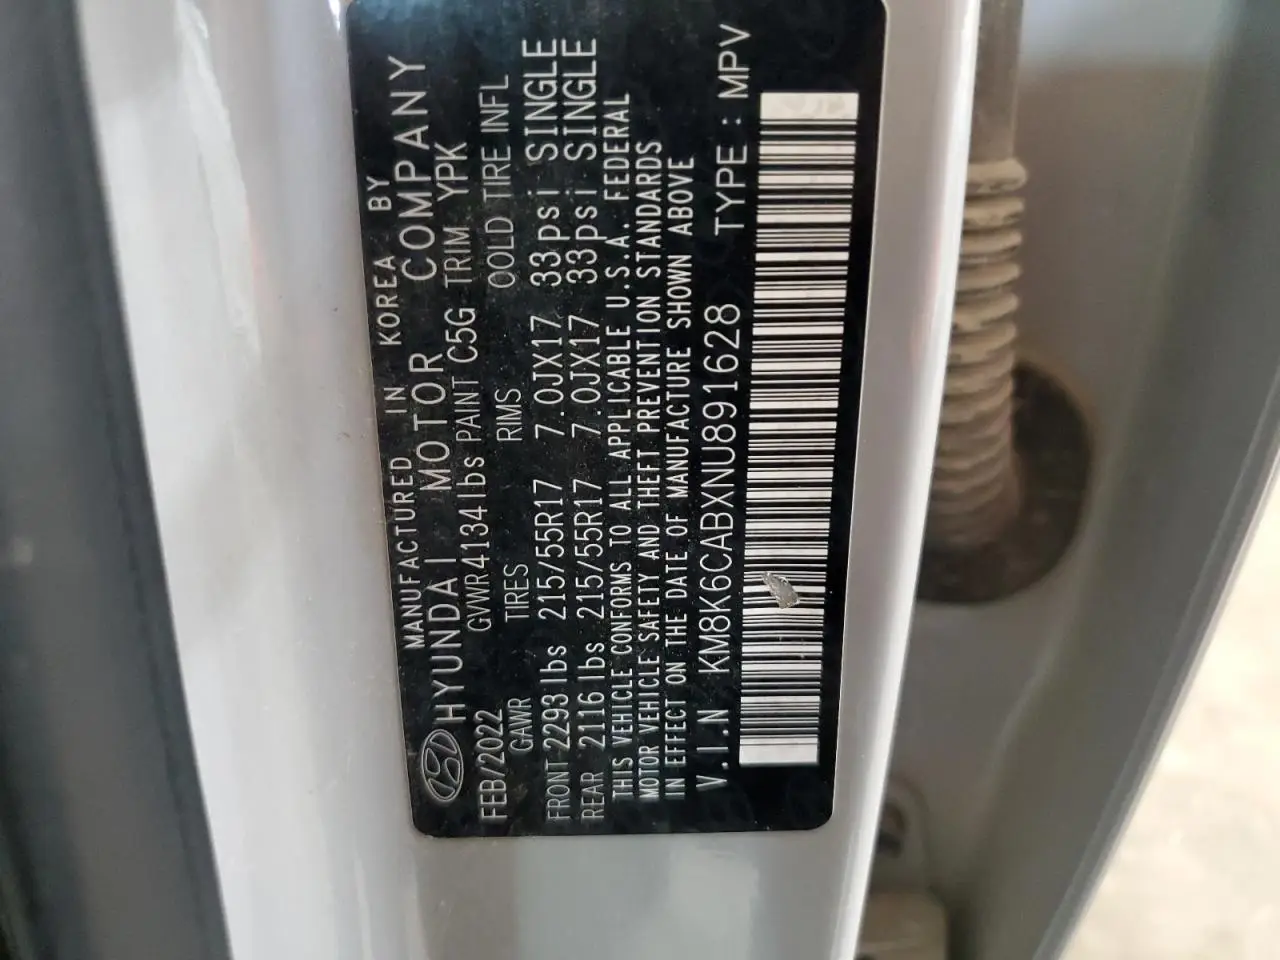 MANUFACTURED IN KOREA BY
HYUNDAI MOTOR COMPANY
FEB/2022 GVWR4134lbs PAINT C5G TRIM YPK
GAWR TIRES RIMS COLD TIRE INFL
FRONT 2293lbs 215/55R17 7.0JX17 33psi SINGLE
REAR 2116lbs 215/55R17 7.0JX17 33psi SINGLE
THIS VEHICLE CONFORMS TO ALL APPLICABLE U.S.A. FEDERAL
MOTOR VEHICLE SAFETY AND THEFT PREVENTION STANDARDS
IN EFFECT ON THE DATE OF MANUFACTURE SHOWN ABOVE
V.I.N KM8K6CABXNU891628 TYPE : MPV